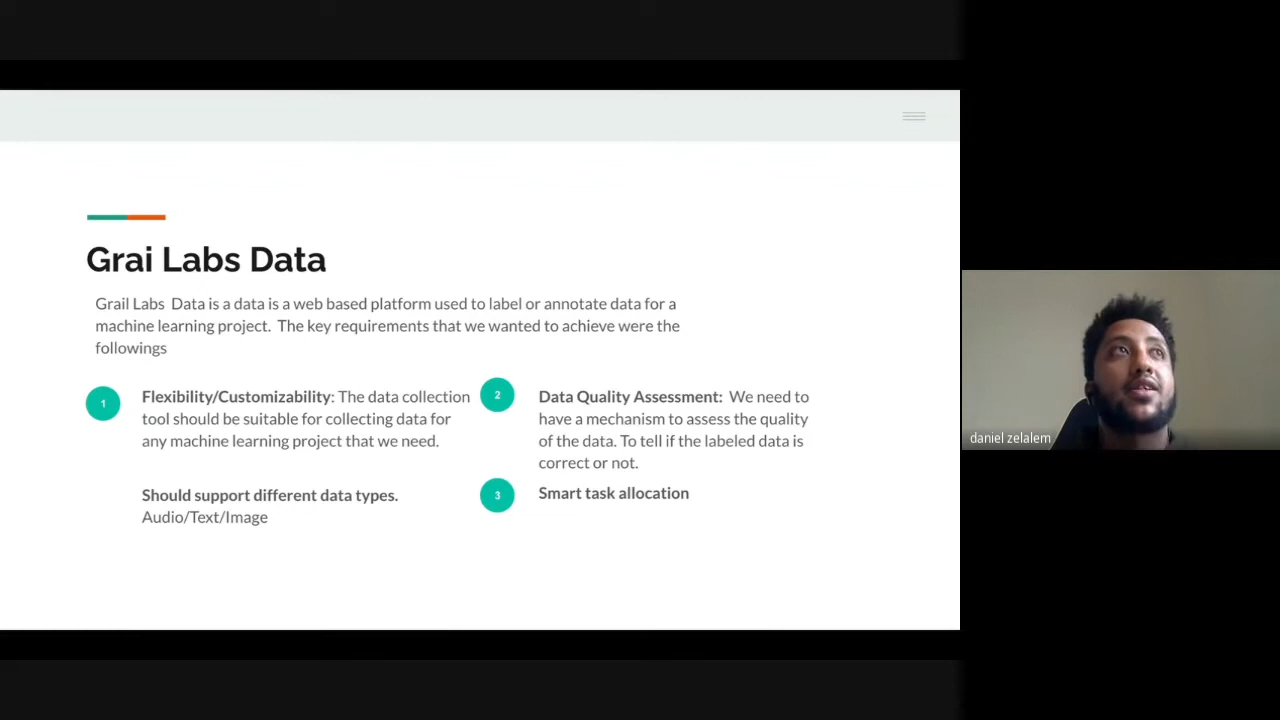 Grai Labs Data
Grail Labs Data is a data is a web based platform used to label or annotate data for a
machine learning project. The key requirements that we wanted to achieve were the
followings
1
Flexibility/Customizability: The data collection
tool should be suitable for collecting data for
any machine learning project that we need.
Should support different data types.
Audio/Text/Image
2
Data Quality Assessment: We need to
have a mechanism to assess the quality
of the data. To tell if the labeled data is
correct or not.
3
Smart task allocation
daniel zelalem